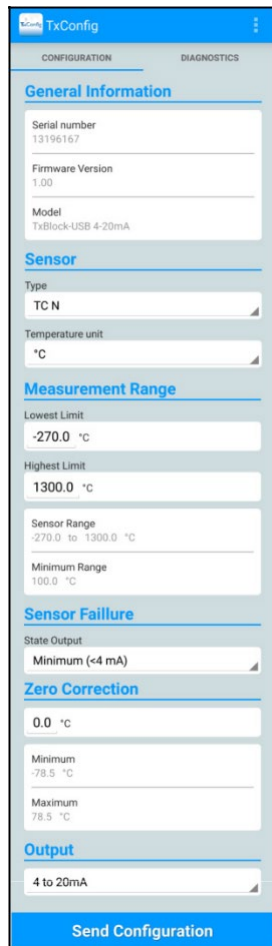 TxConfig TxConfig
CONFIGURATION DIAGNOSTICS
General Information
Serial number
13196167
Firmware Version
1.00
Model
TxBlock-USB 4-20mA
Sensor
Type
TC N
Temperature unit
°C
Measurement Range
Lowest Limit
-270.0 °C
Highest Limit
1300.0 °C
Sensor Range
-270.0 to 1300.0 °C
Minimum Range
100.0 °C
Sensor Faillure
State Output
Minimum (<4 mA)
Zero Correction
0.0 °C
Minimum
-78.5 °C
Maximum
78.5 °C
Output
4 to 20mA
Send Configuration